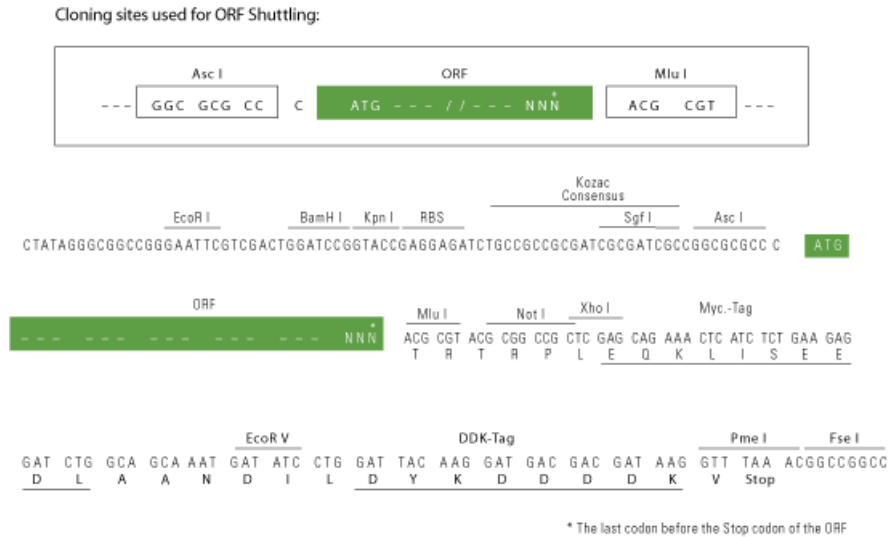 Cloning sites used for ORF Shuttling:
Asc I ORF Mlu I
--- GGC GCG CC C ATG --- // --- NNN* ACG CGT ---
Kozac
Consensus
EcoR I BamH I Kpn I RBS Sgf I Asc I
CTATAGGGCGGCCGGGAATTCGTCGACTGGATCCGGTACCGAGGAGATCTGCCGCCGCGATCGCGATCGCCGGCGCGCC C ATG
ORF Mlu I Not I Xho I Myc.-Tag
--- --- --- --- --- NNN* ACG CGT ACG CGG CCG CTC GAG CAG AAA CTC ATC TCT GAA GAG
T R T R P L E Q K L I S E E
EcoR V DDK-Tag Pme I Fse I
GAT CTG GCA GCA AAT GAT ATC CTG GAT TAC AAG GAT GAC GAC GAT AAG GTT TAA ACGGCCGGCC
D L A A N D I L D Y K D D D D K V Stop
* The last codon before the Stop codon of the ORF